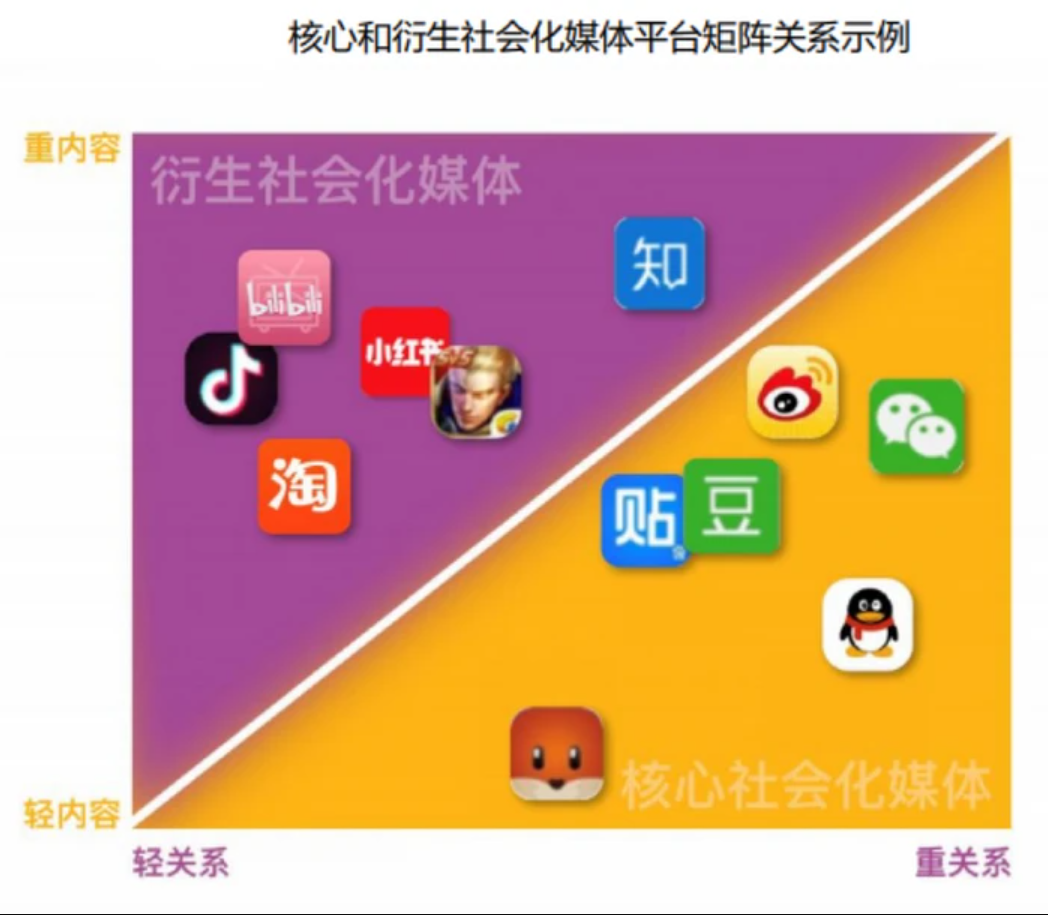 核心和衍生社会化媒体平台矩阵关系示例
重内容
衍生社会化媒体
知
bilibili
小红书
5V5
淘
贴
豆
核心社会化媒体
轻内容
轻关系
重关系